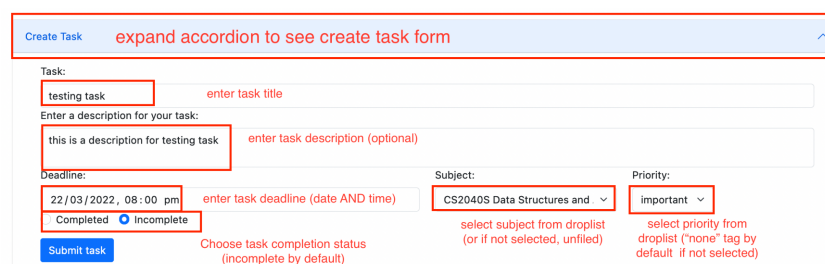 Create Task expand accordion to see create task form
Task:
testing task enter task title
Enter a description for your task:
this is a description for testing task enter task description (optional)
Deadline: Subject: Priority:
22/03/2022, 08:00 pm enter task deadline (date AND time) CS2040S Data Structures and important
Completed Incomplete
Choose task completion status
(incomplete by default)
select subject from droplist
(or if not selected, unfiled)
select priority from
droplist ("none" tag by
default if not selected)
Submit task